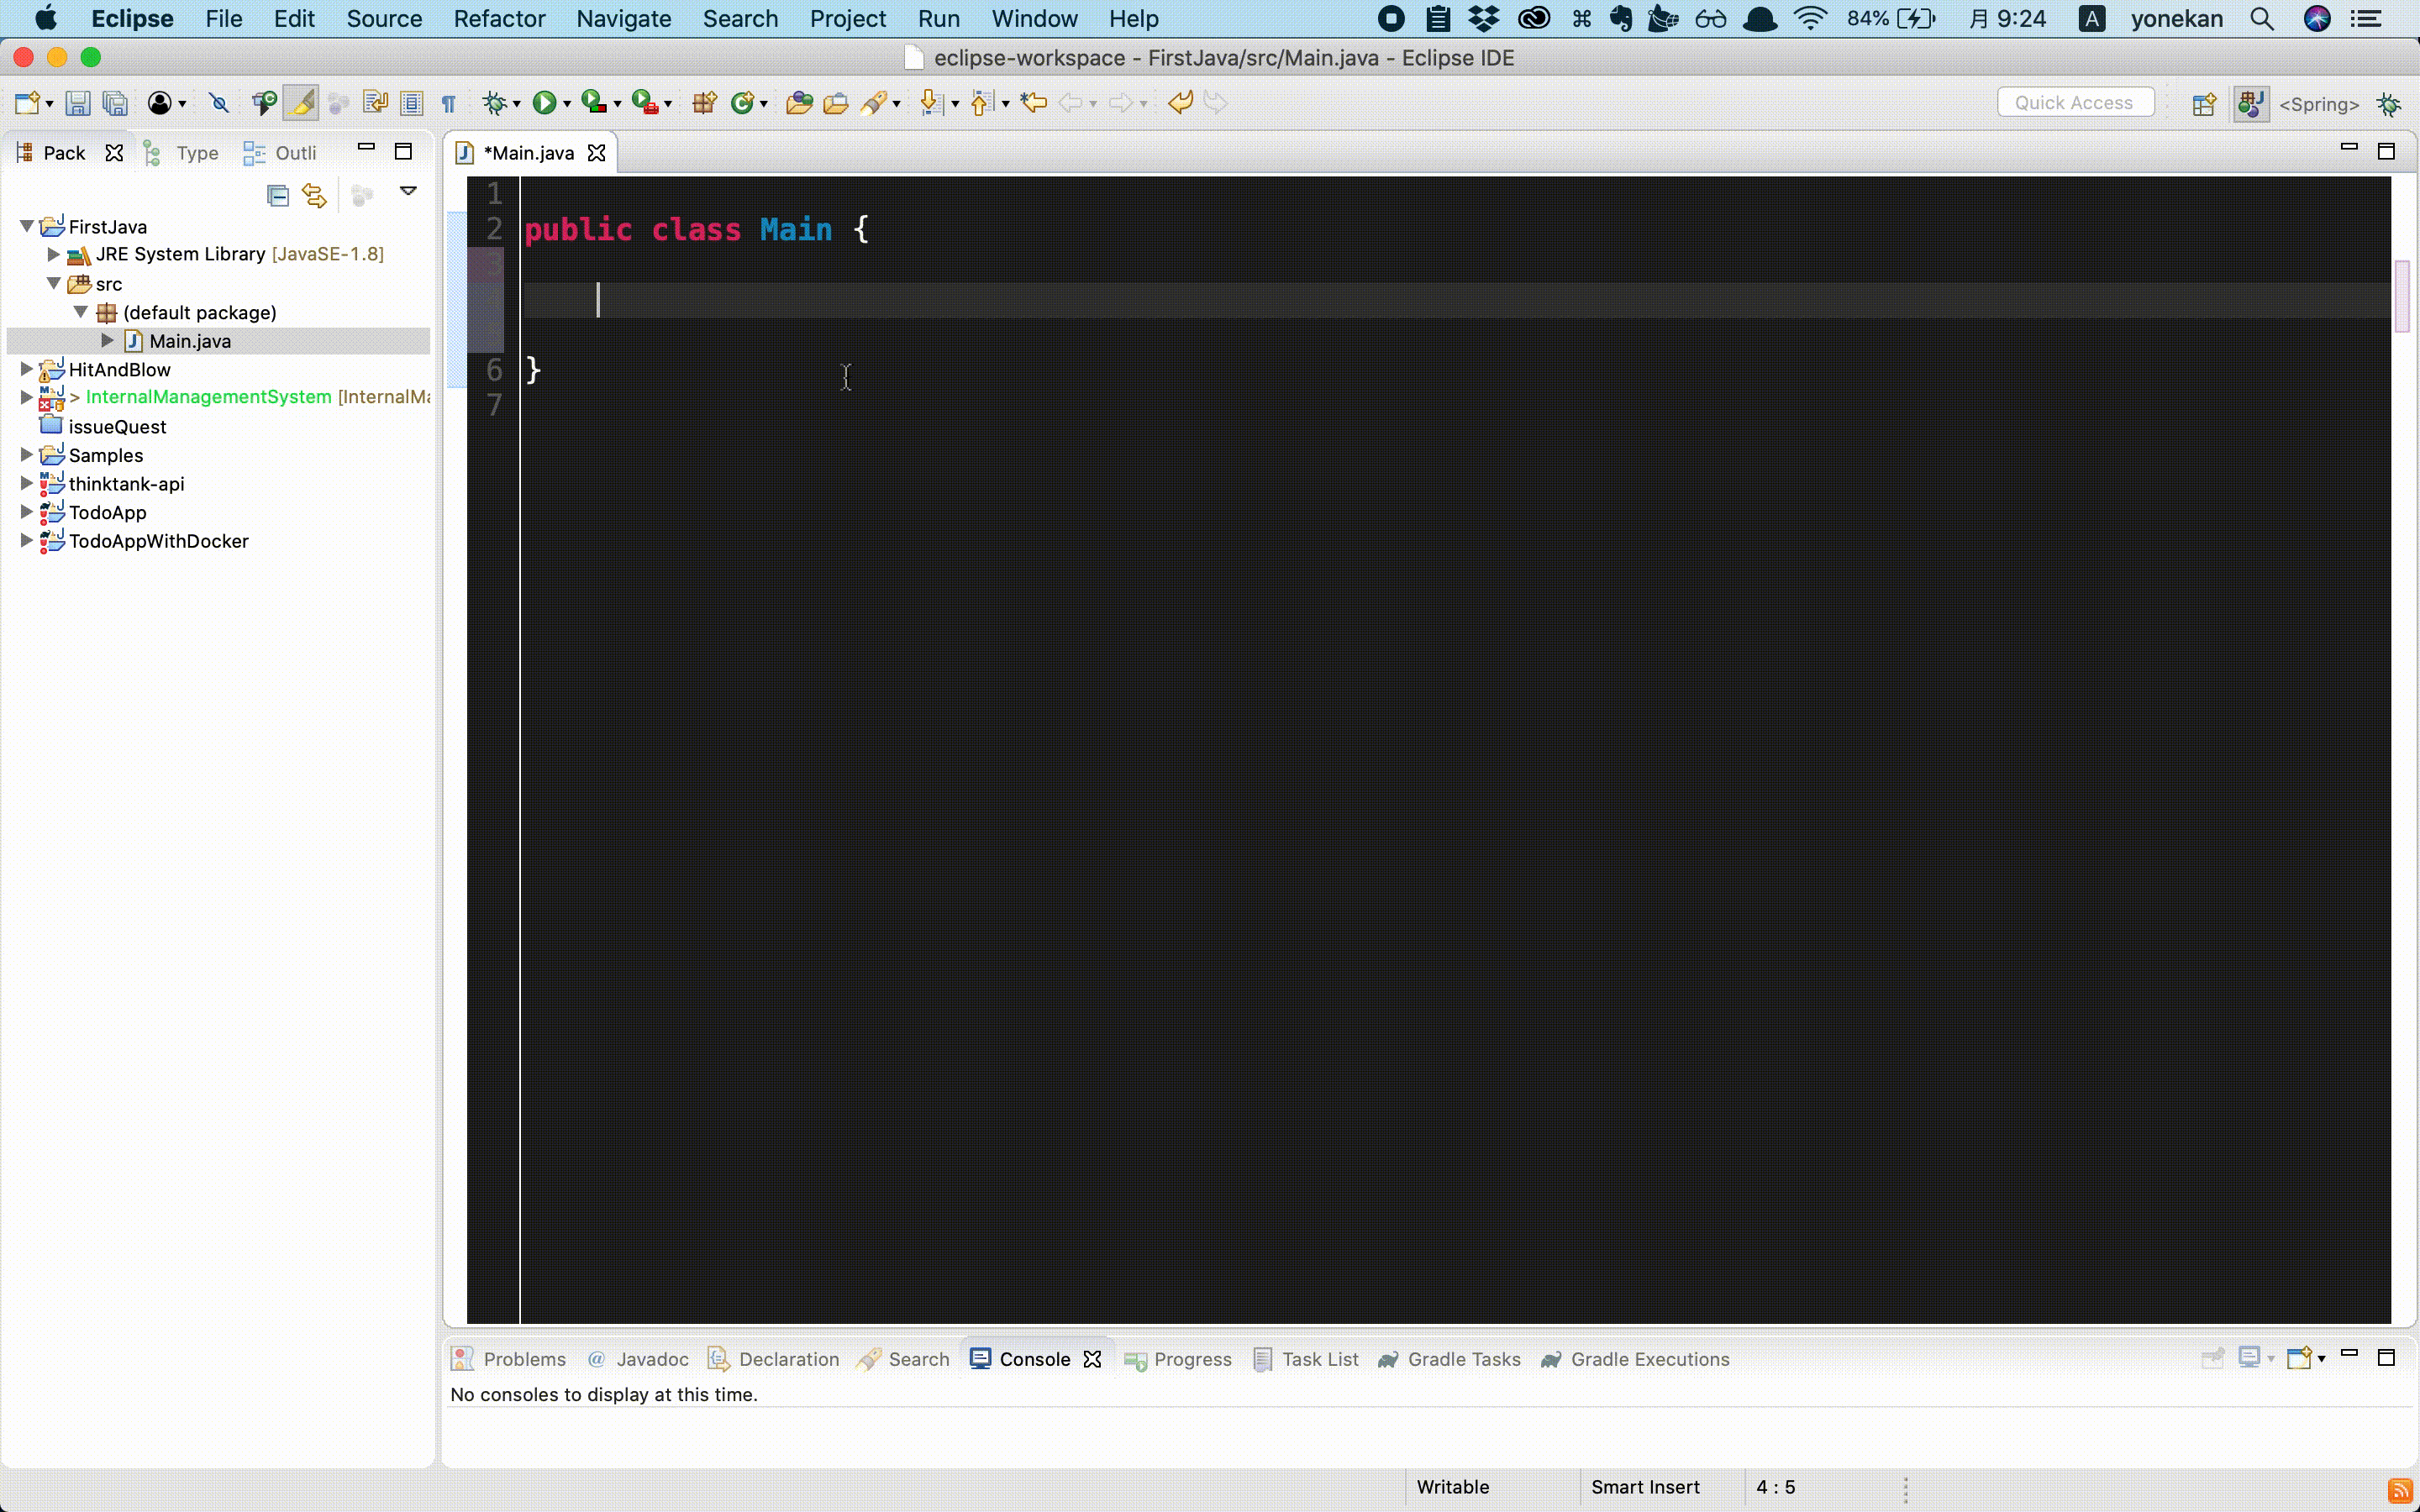 Eclipse File Edit Source Refactor Navigate Search Project Run Window Help 84% 月 9:24 A yonekan
eclipse-workspace - FirstJava/src/Main.java - Eclipse IDE
Quick Access <Spring>
Pack Type Outli
FirstJava
JRE System Library [JavaSE-1.8]
src
(default package)
Main.java
HitAndBlow
> InternalManagementSystem [InternalMa
issueQuest
Samples
thinktank-api
TodoApp
TodoAppWithDocker
*Main.java
1
2 public class Main {
3
6 }
7
Problems @ Javadoc Declaration Search Console Progress Task List Gradle Tasks Gradle Executions
No consoles to display at this time.
Writable Smart Insert 4 : 5